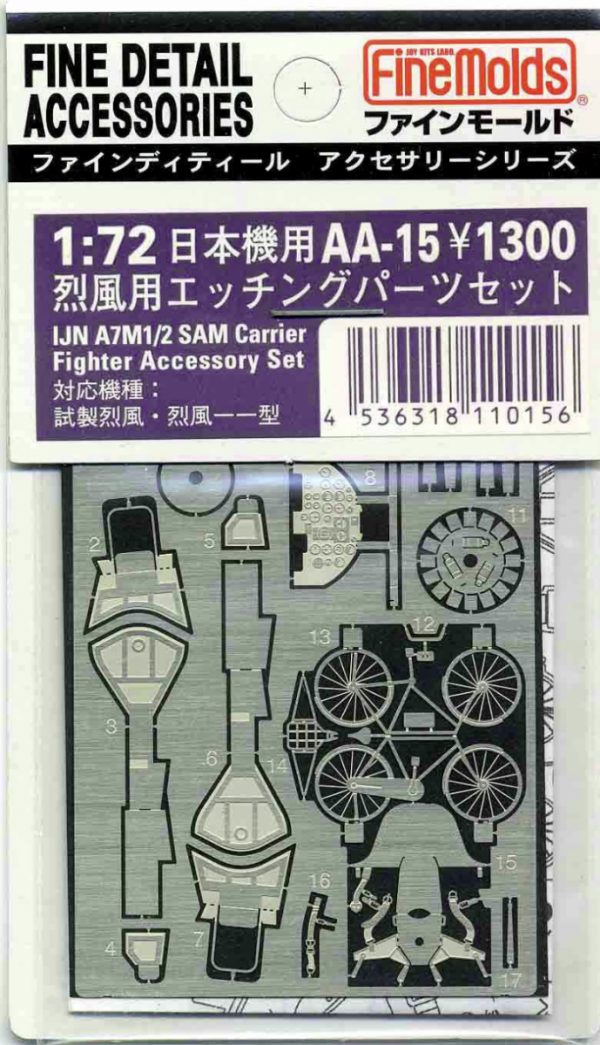 FINE DETAIL
ACCESSORIES
JOY KITS LABO.
FineMolds®
ファインモールド
ファインディティール アクセサリーシリーズ
1:72 日本機用 AA-15 ¥1300
烈風用エッチングパーツセット
IJN A7M1/2 SAM Carrier
Fighter Accessory Set
対応機種：
試製烈風・烈風一一型
4 536318 110156
8
2
5
11
12
13
3
6
14
15
16
4
7
17